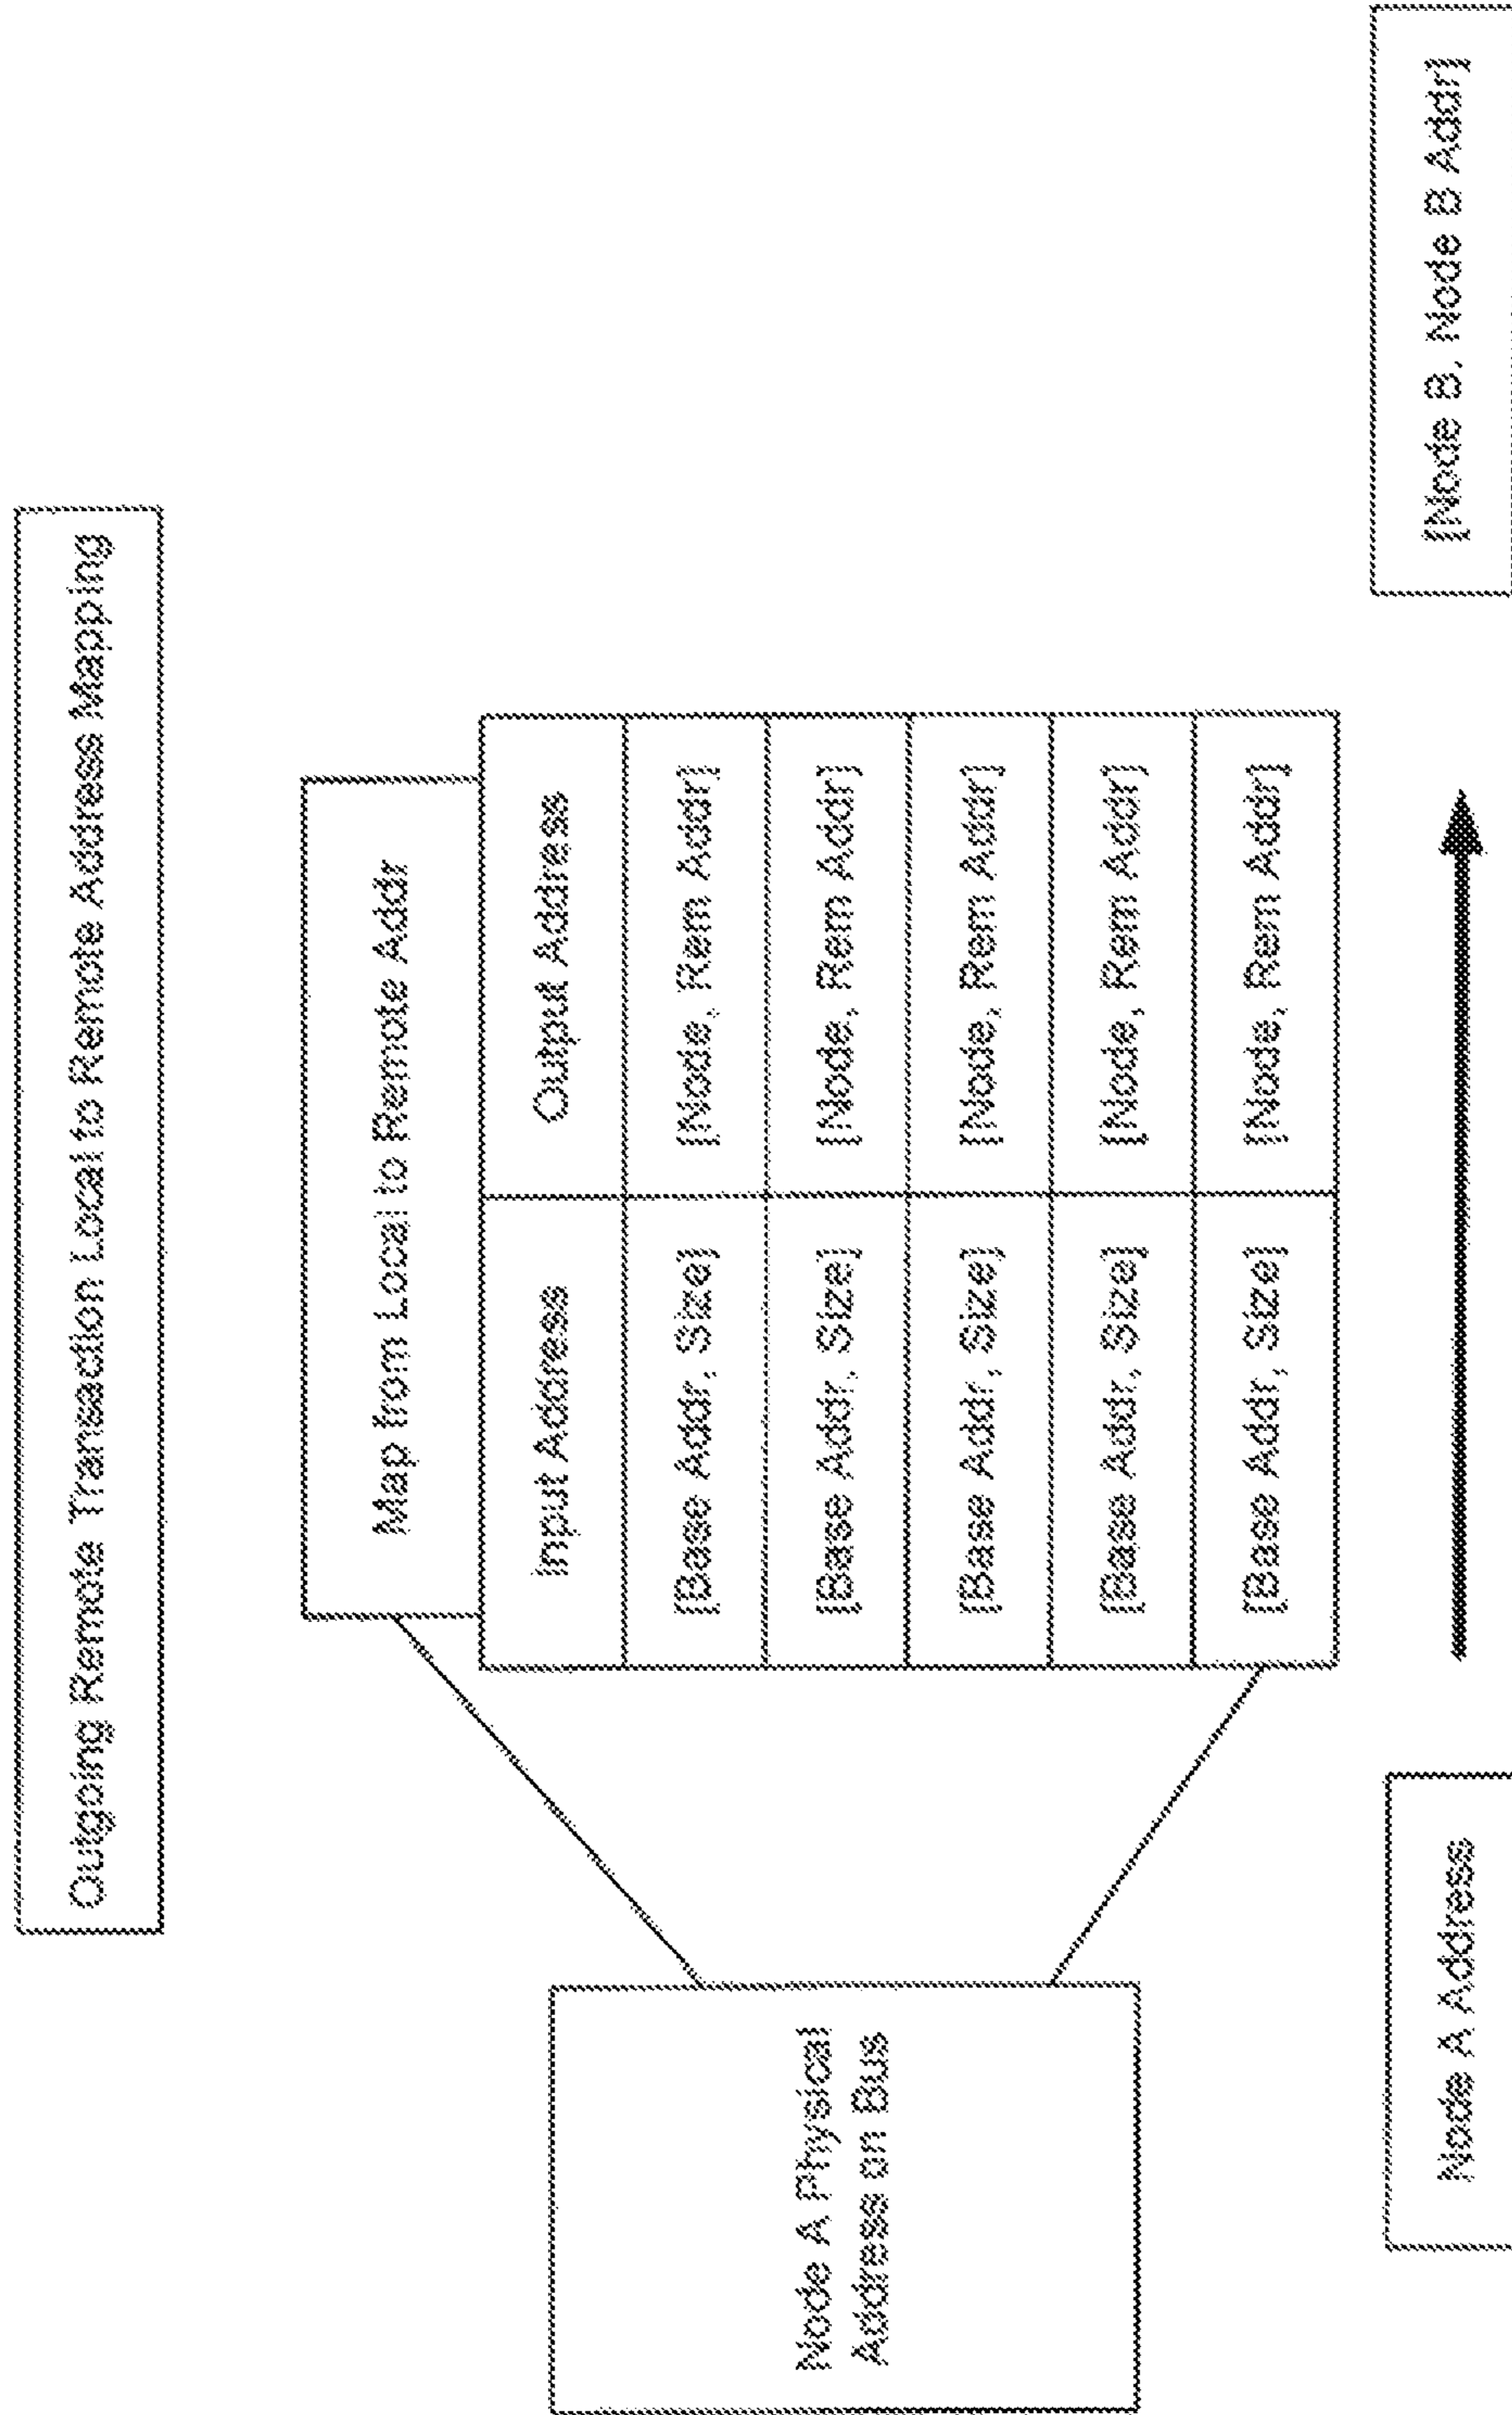 Outgoing Remote Transaction Local to Remote Address Mapping
Map from Local to Remote Addr
Input Address
Output Address
[Base Addr, Size]
[Node, Rem Addr]
[Base Addr, Size]
[Node, Rem Addr]
[Base Addr, Size]
[Node, Rem Addr]
[Base Addr, Size]
[Node, Rem Addr]
[Base Addr, Size]
[Node, Rem Addr]
Node A Physical
Address on Bus
Node A Address
[Node B, Node B Addr]